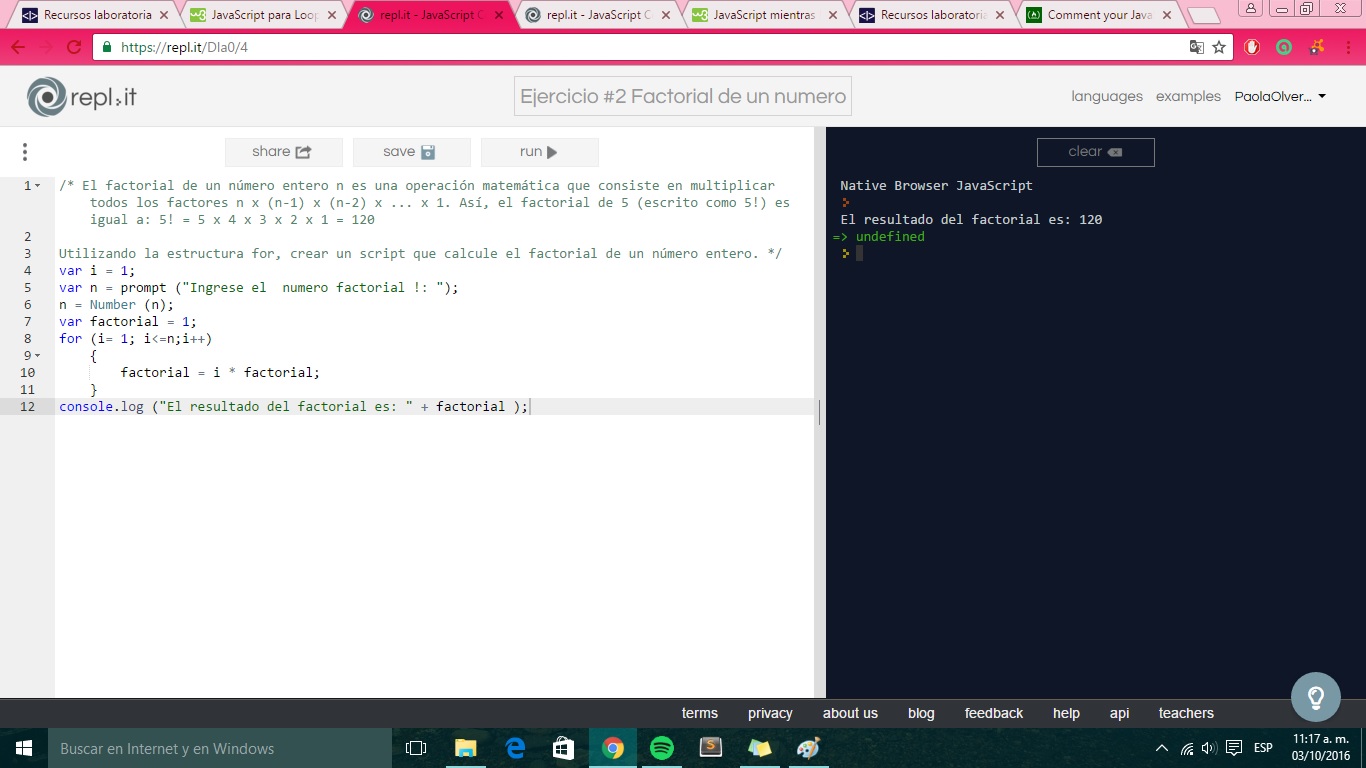 Recursos laboratoria
JavaScript para Loop
repl.it - JavaScript C
repl.it - JavaScript C
JavaScript mientras
Recursos laboratoria
Comment your Java
https://repl.it/DIa0/4
repl.it
Ejercicio #2 Factorial de un numero
languages examples PaolaOlver...
share save run
clear
1 /* El factorial de un número entero n es una operación matemática que consiste en multiplicar
todos los factores n x (n-1) x (n-2) x ... x 1. Así, el factorial de 5 (escrito como 5!) es
igual a: 5! = 5 x 4 x 3 x 2 x 1 = 120
2
3 Utilizando la estructura for, crear un script que calcule el factorial de un número entero. */
4 var i = 1;
5 var n = prompt ("Ingrese el  numero factorial !: ");
6 n = Number (n);
7 var factorial = 1;
8 for (i= 1; i<=n;i++)
9 {
10 factorial = i * factorial;
11 }
12 console.log ("El resultado del factorial es: " + factorial );
Native Browser JavaScript
El resultado del factorial es: 120
=> undefined
terms privacy about us blog feedback help api teachers
Buscar en Internet y en Windows
ESP
11:17 a. m.
03/10/2016